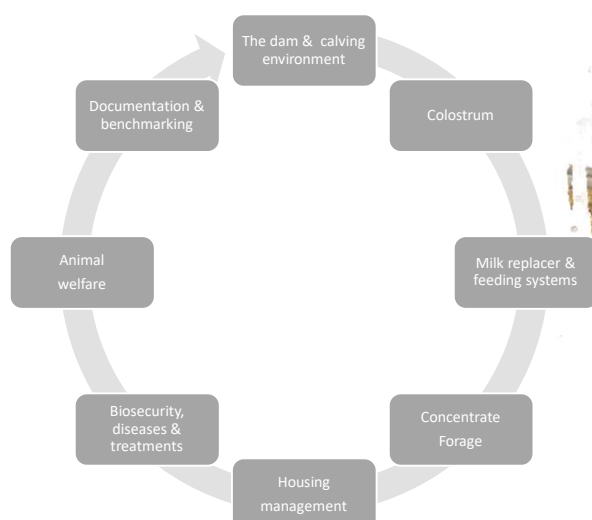 The dam & calving
environment
Colostrum
Milk replacer &
feeding systems
Concentrate
Forage
Housing
management
Biosecurity,
diseases &
treatments
Animal
welfare
Documentation &
benchmarking